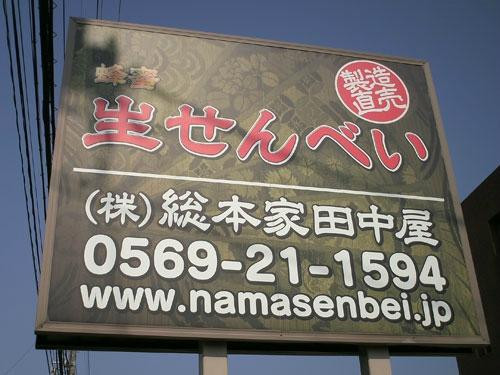 蜂蜜
製造
直売
生せんべい
(株)総本家田中屋
0569-21-1594
www.namasenbei.jp